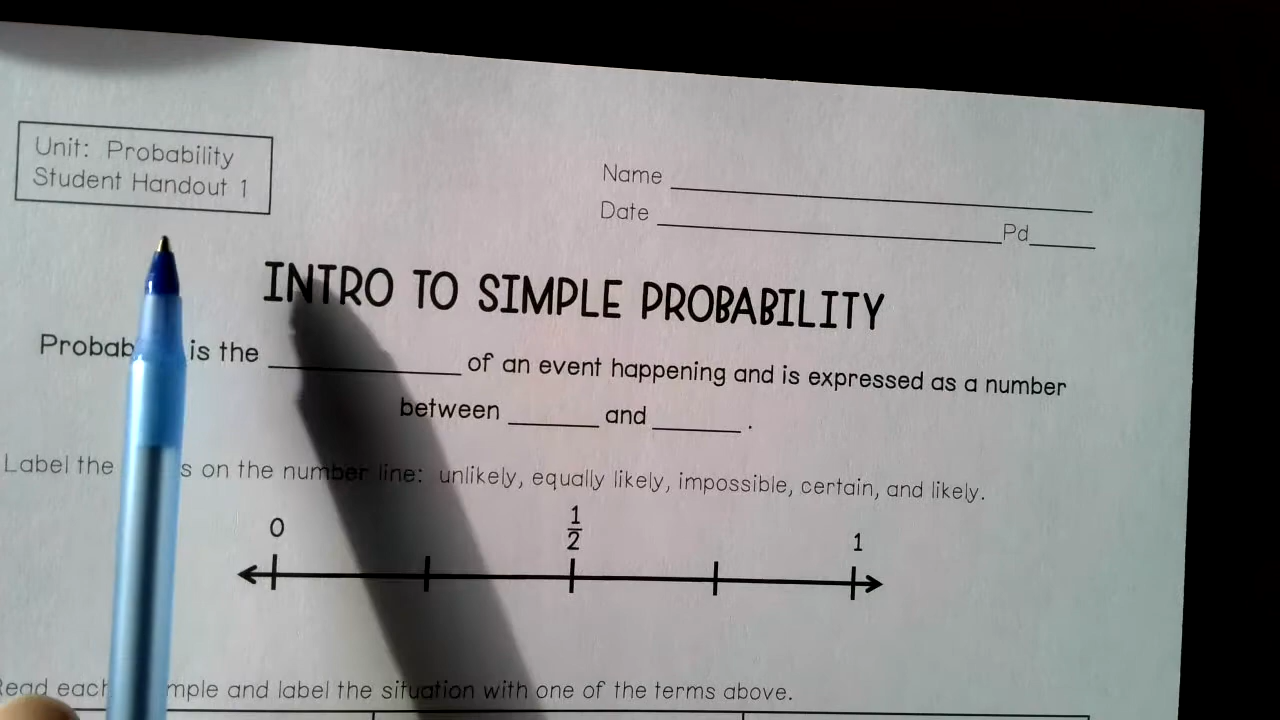 Unit: Probability
Student Handout 1
Name
Date Pd
INTRO TO SIMPLE PROBABILITY
is the of an event happening and is expressed as a number
between and .
Label the on the number line: unlikely, equally likely, impossible, certain, and likely.
0 1/2 1
and label the situation with one of the terms above.